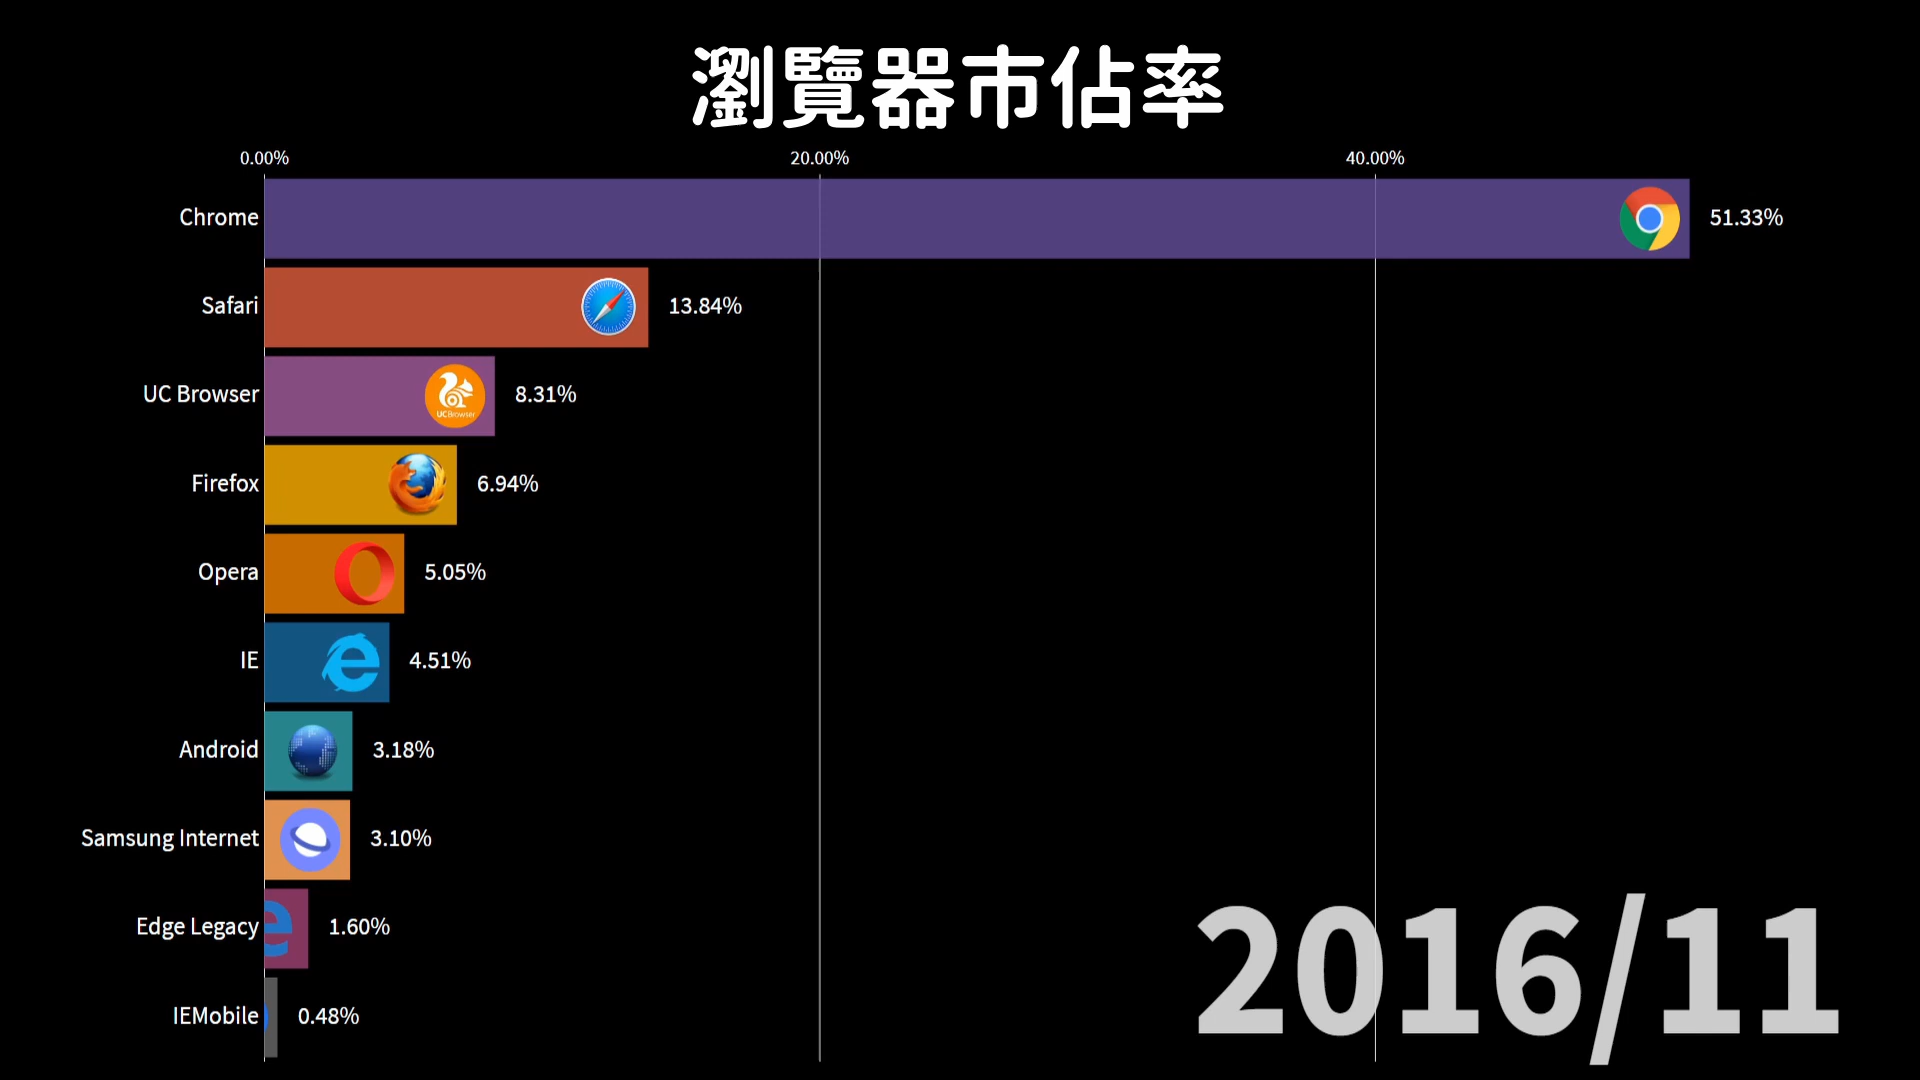 瀏覽器市佔率
0.00% 20.00% 40.00%
Chrome 51.33%
Safari 13.84%
UC Browser UCBrowser 8.31%
Firefox 6.94%
Opera 5.05%
IE 4.51%
Android 3.18%
Samsung Internet 3.10%
Edge Legacy 1.60%
IEMobile 0.48%
2016/11